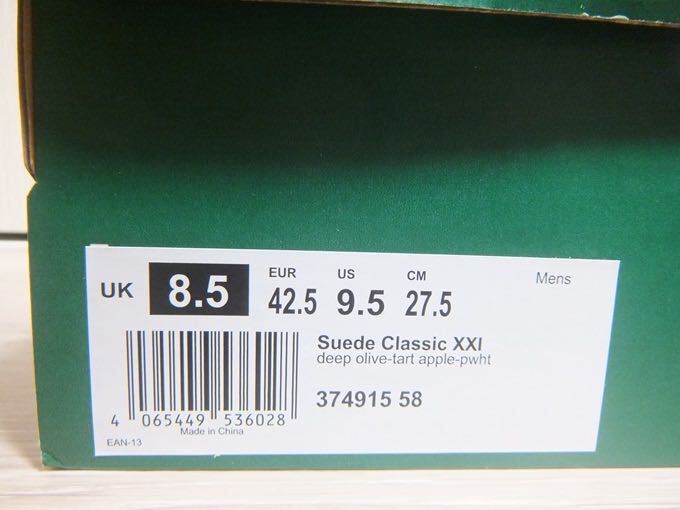 UK 8.5 EUR 42.5 US 9.5 CM 27.5 Mens
Suede Classic XXI
deep olive-tart apple-pwht
374915 58
4 065449 536028
Made in China
EAN-13